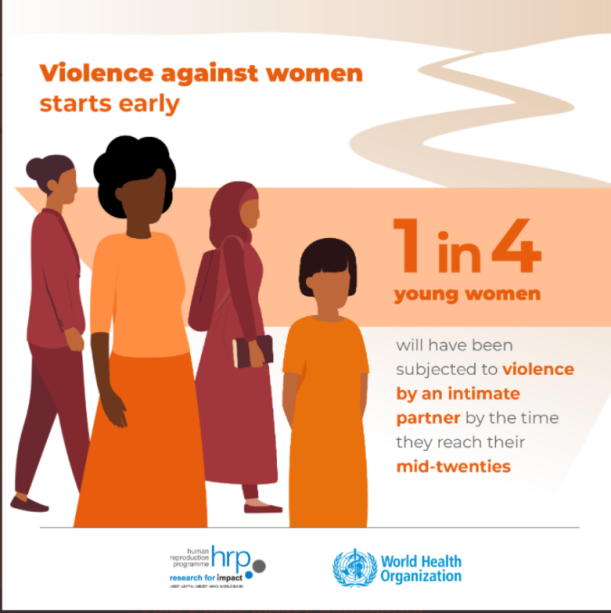 Violence against women
starts early
1 in 4
young women
will have been
subjected to violence
by an intimate
partner by the time
they reach their
mid-twenties
human
reproduction
programme
hrp
research for impact
World Health
Organization